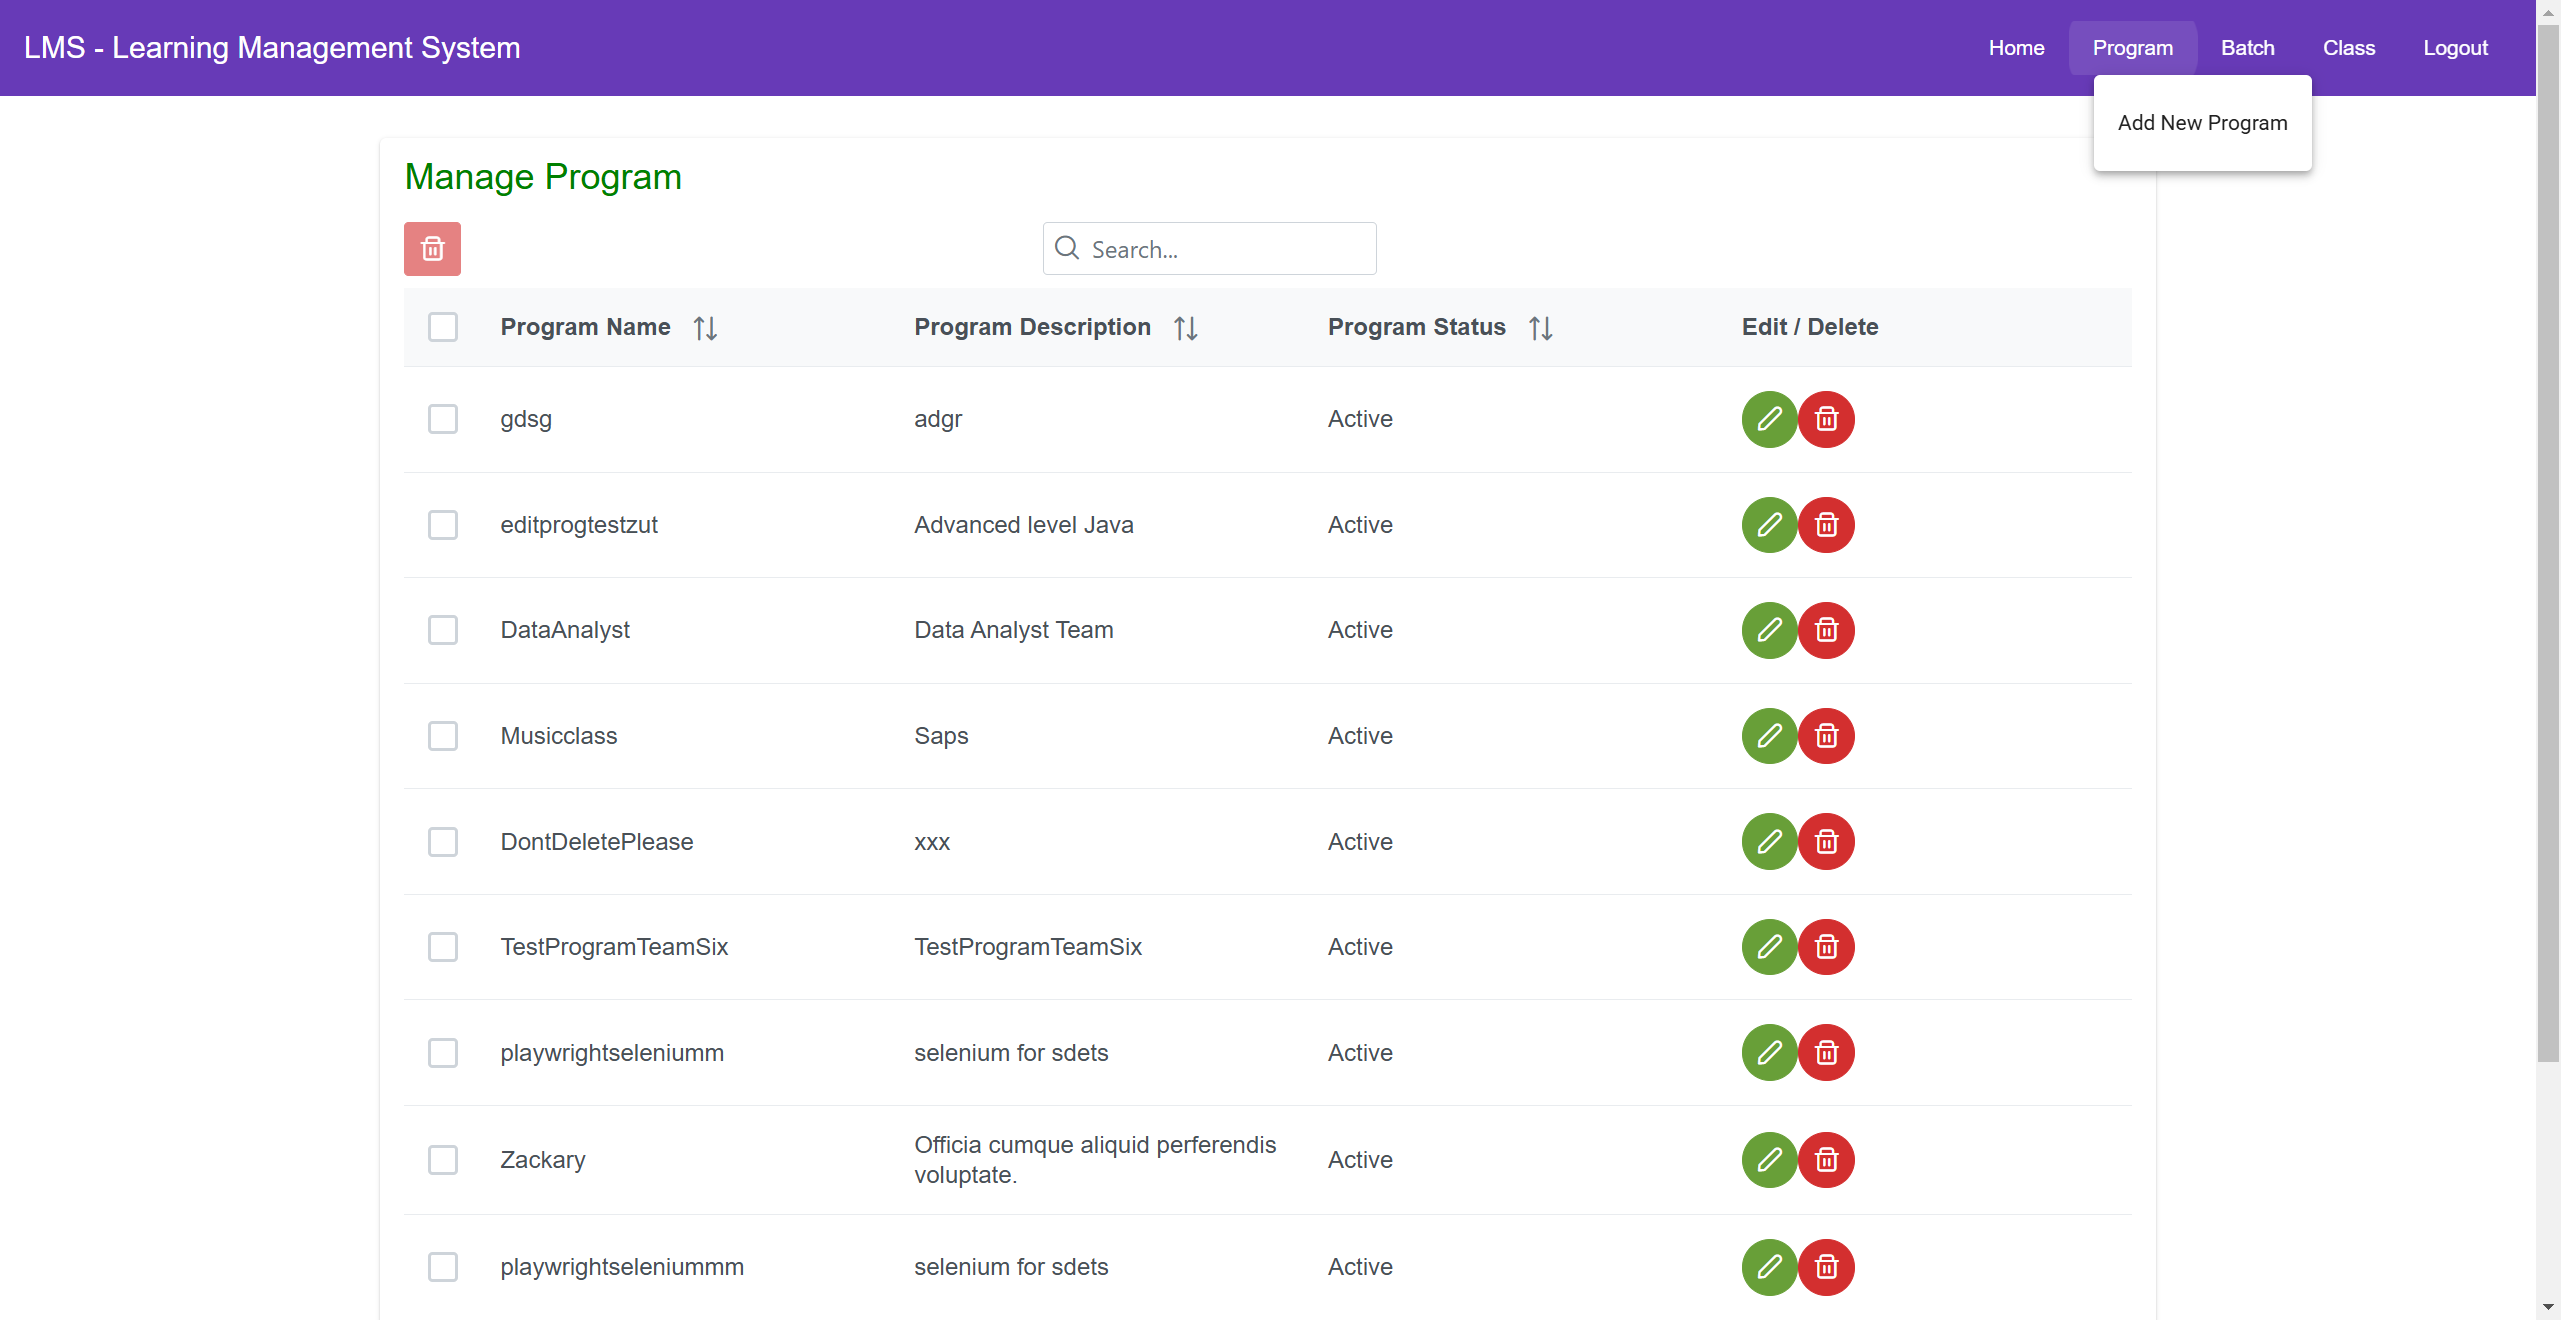 LMS - Learning Management System
Home Program Batch Class Logout
Add New Program
Manage Program
Search...
Program Name Program Description Program Status Edit / Delete
gdsg adgr Active
editprogtestzut Advanced level Java Active
DataAnalyst Data Analyst Team Active
Musicclass Saps Active
DontDeletePlease xxx Active
TestProgramTeamSix TestProgramTeamSix Active
playwrightseleniumm selenium for sdets Active
Zackary Officia cumque aliquid perferendis Active
voluptate.
playwrightseleniummm selenium for sdets Active